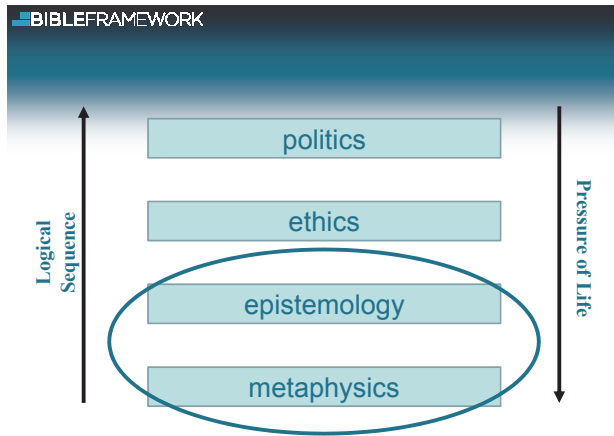 BIBLEFRAMEWORK
politics
ethics
epistemology
metaphysics
Logical
Sequence
Pressure of Life